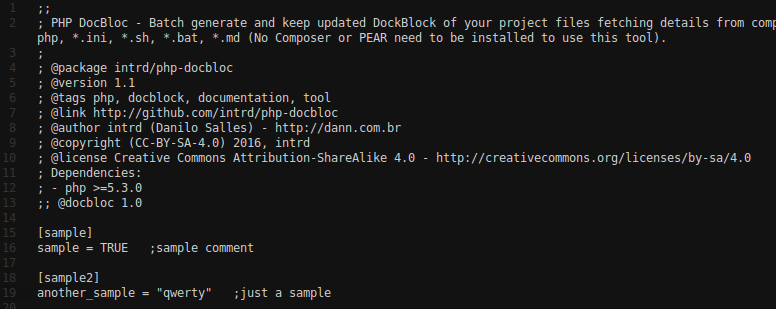 1 ;;
2 ; PHP DocBloc - Batch generate and keep updated DockBlock of your project files fetching details from
php, *.ini, *.sh, *.bat, *.md (No Composer or PEAR need to be installed to use this tool).
3 ;
4 ; @package intrd/php-docbloc
5 ; @version 1.1
6 ; @tags php, docblock, documentation, tool
7 ; @link http://github.com/intrd/php-docbloc
8 ; @author intrd (Danilo Salles) - http://dann.com.br
9 ; @copyright (CC-BY-SA-4.0) 2016, intrd
10 ; @license Creative Commons Attribution-ShareAlike 4.0 - http://creativecommons.org/licenses/by-sa/4.0
11 ; Dependencies:
12 ; - php >=5.3.0
13 ;; @docbloc 1.0
14
15 [sample]
16 sample = TRUE   ;sample comment
17
18 [sample2]
19 another_sample = "qwerty"   ;just a sample
20